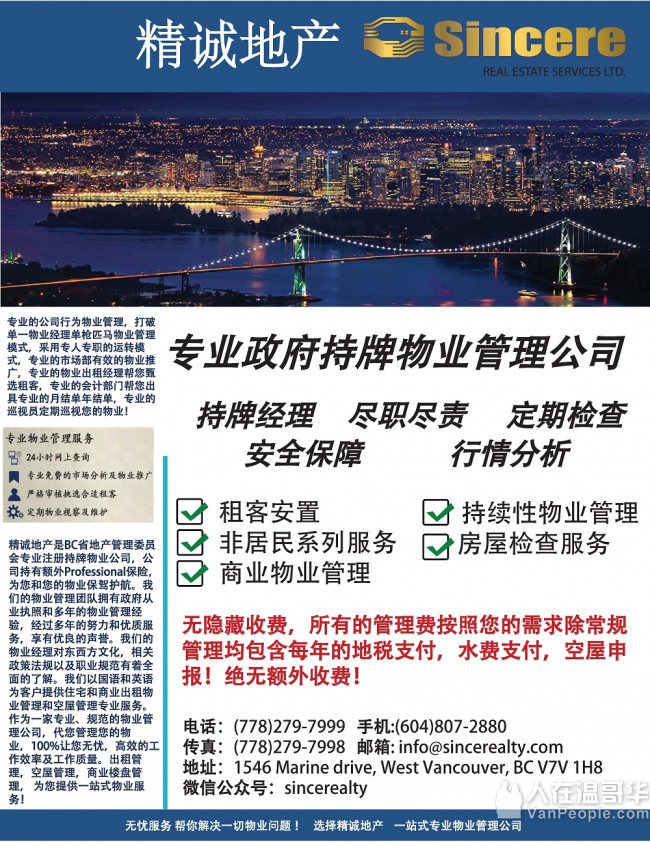 精诚地产
Sincere
REAL ESTATE SERVICES LTD.
专业的公司行为物业管理，打破
单一物业经理单枪匹马物业管理
模式，采用专人专职的运转模
式，专业的市场部有效的物业推
广，专业的物业出租经理帮您甄
选租客，专业的会计部门帮您出
具专业的月结单年结单，专业的
巡视员定期巡视您的物业！
专业物业管理服务
24小时网上查询
专业免费的市场分析及物业推广
严格审核挑选合适租客
定期物业视察及维护
精诚地产是BC省地产管理委员
会专业注册持牌物业公司，公
司持有额外Professional保险，
为您和您的物业保驾护航。我
们的物业管理团队拥有政府从
业执照和多年的物业管理经
验，经过多年的努力和优质服
务，享有优良的声誉。我们的
物业经理对东西方文化，相关
政策法规以及职业规范有着全
面的了解。我们以国语和英语
为客户提供住宅和商业出租物
业管理和空屋管理专业服务。
作为一家专业、规范的物业管
理公司，代您管理您的物
业，100%让您无忧，高效的工
作效率及工作质量。出租管
理，空屋管理，商业楼盘管
理，为您提供一站式物业服
务！
专业政府持牌物业管理公司
持牌经理 尽职尽责 定期检查
安全保障 行情分析
租客安置 持续性物业管理
非居民系列服务 房屋检查服务
商业物业管理
无隐藏收费，所有的管理费按照您的需求除常规
管理均包含每年的地税支付，水费支付，空屋申
报！绝无额外收费！
电话：(778)279-7999 手机:(604)807-2880
传真：(778)279-7998 邮箱: info@sincerealty.com
地址：1546 Marine drive, West Vancouver, BC V7V 1H8
微信公众号：sincerealty
人在温哥华
VanPeople.com
无忧服务 帮你解决一切物业问题！ 选择精诚地产 一站式专业物业管理公司